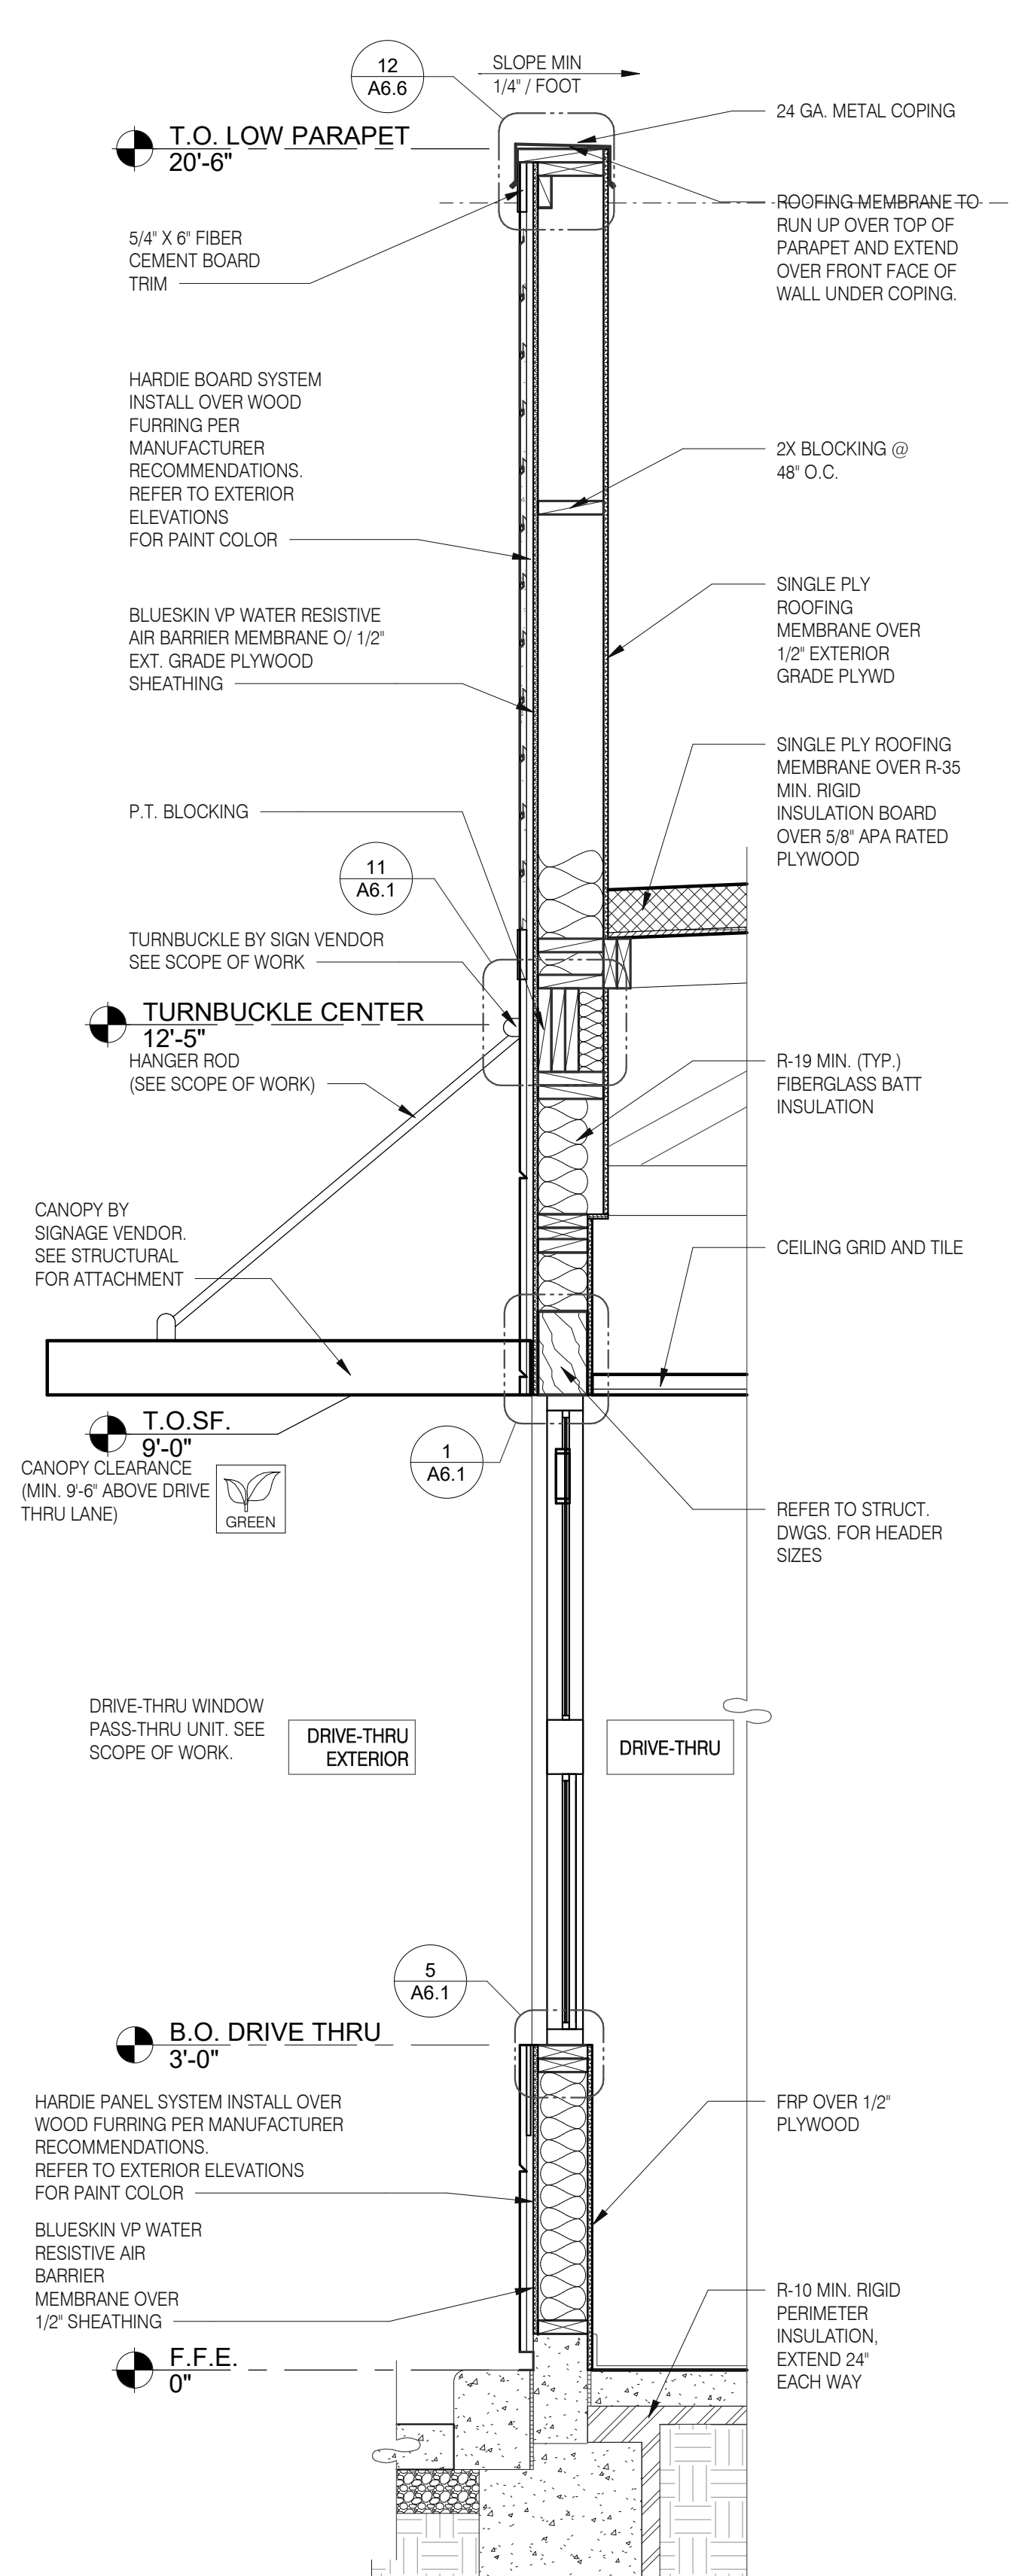 12
A6.6
SLOPE MIN
1/4" / FOOT
24 GA. METAL COPING
T.O. LOW PARAPET
20'-6"
ROOFING MEMBRANE TO
RUN UP OVER TOP OF
PARAPET AND EXTEND
OVER FRONT FACE OF
WALL UNDER COPING.
5/4" X 6" FIBER
CEMENT BOARD
TRIM
HARDIE BOARD SYSTEM
INSTALL OVER WOOD
FURRING PER
MANUFACTURER
RECOMMENDATIONS.
REFER TO EXTERIOR
ELEVATIONS
FOR PAINT COLOR
2X BLOCKING @
48" O.C.
SINGLE PLY
ROOFING
MEMBRANE OVER
1/2" EXTERIOR
GRADE PLYWD
BLUESKIN VP WATER RESISTIVE
AIR BARRIER MEMBRANE O/ 1/2"
EXT. GRADE PLYWOOD
SHEATHING
SINGLE PLY ROOFING
MEMBRANE OVER R-35
MIN. RIGID
INSULATION BOARD
OVER 5/8" APA RATED
PLYWOOD
P.T. BLOCKING
11
A6.1
TURNBUCKLE BY SIGN VENDOR
SEE SCOPE OF WORK
TURNBUCKLE CENTER
12'-5"
HANGER ROD
(SEE SCOPE OF WORK)
R-19 MIN. (TYP.)
FIBERGLASS BATT
INSULATION
CANOPY BY
SIGNAGE VENDOR.
SEE STRUCTURAL
FOR ATTACHMENT
CEILING GRID AND TILE
T.O.SF.
9'-0"
CANOPY CLEARANCE
(MIN. 9'-6" ABOVE DRIVE
THRU LANE)
GREEN
1
A6.1
REFER TO STRUCT.
DWGS. FOR HEADER
SIZES
DRIVE-THRU WINDOW
PASS-THRU UNIT. SEE
SCOPE OF WORK.
DRIVE-THRU
EXTERIOR
DRIVE-THRU
5
A6.1
B.O. DRIVE THRU
3'-0"
HARDIE PANEL SYSTEM INSTALL OVER
WOOD FURRING PER MANUFACTURER
RECOMMENDATIONS.
REFER TO EXTERIOR ELEVATIONS
FOR PAINT COLOR
FRP OVER 1/2"
PLYWOOD
BLUESKIN VP WATER
RESISTIVE AIR
BARRIER
MEMBRANE OVER
1/2" SHEATHING
R-10 MIN. RIGID
PERIMETER
INSULATION,
EXTEND 24"
EACH WAY
F.F.E.
0"